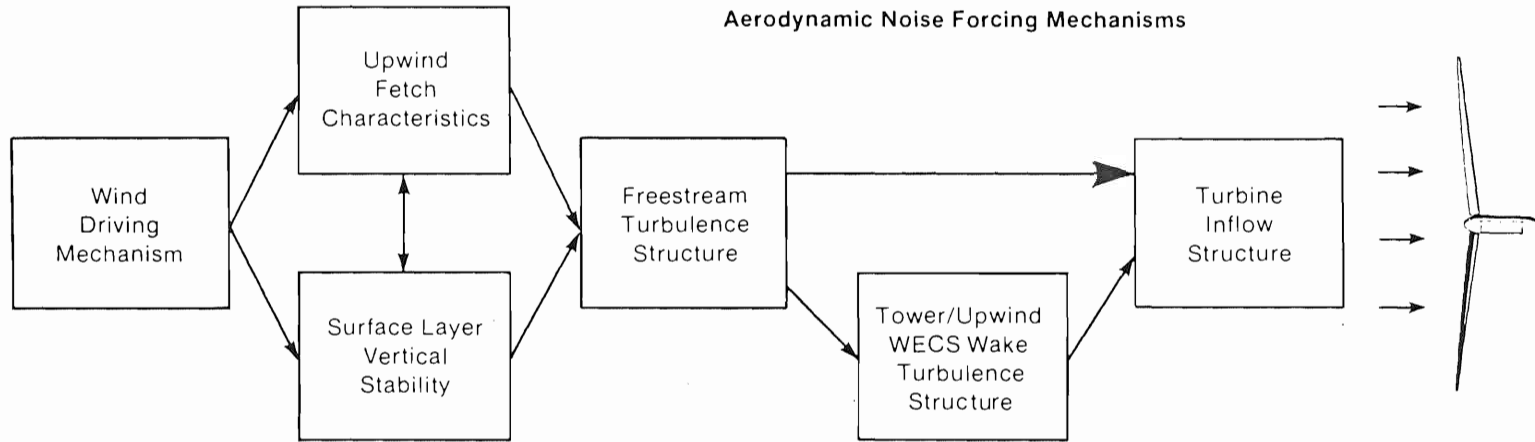 Aerodynamic Noise Forcing Mechanisms
Upwind
Fetch
Characteristics
Wind
Driving
Mechanism
Surface Layer
Vertical
Stability
Freestream
Turbulence
Structure
Tower/Upwind
WECS Wake
Turbulence
Structure
Turbine
Inflow
Structure